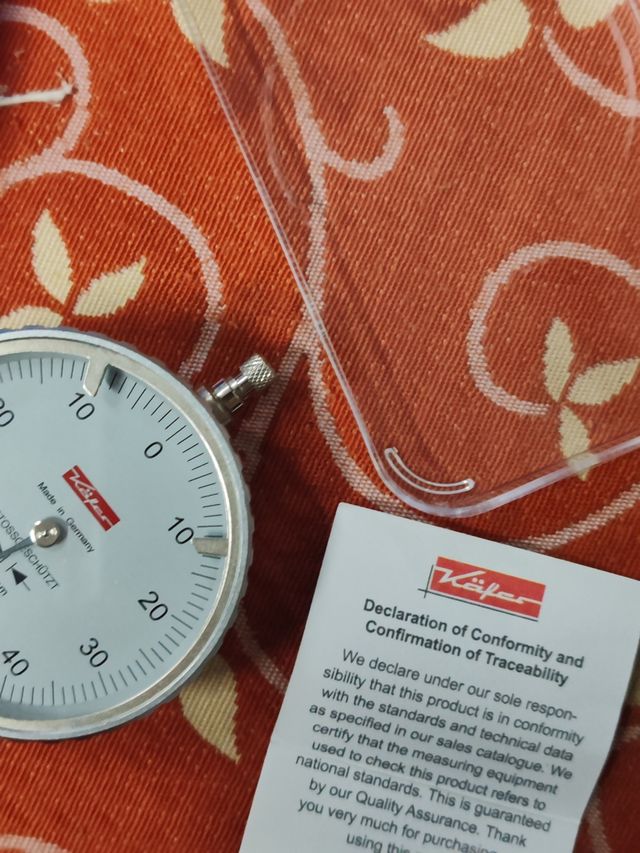 10
0
10
20
30
40
Käfer
Made in Germany
Käfer
Declaration of Conformity and
Confirmation of Traceability
We declare under our sole respon-
sibility that this product is in conformity
with the standards and technical data
as specified in our sales catalogue. We
certify that the measuring equipment
used to check this product refers to
national standards. This is guaranteed
by our Quality Assurance. Thank
you very much for purchasing
using this